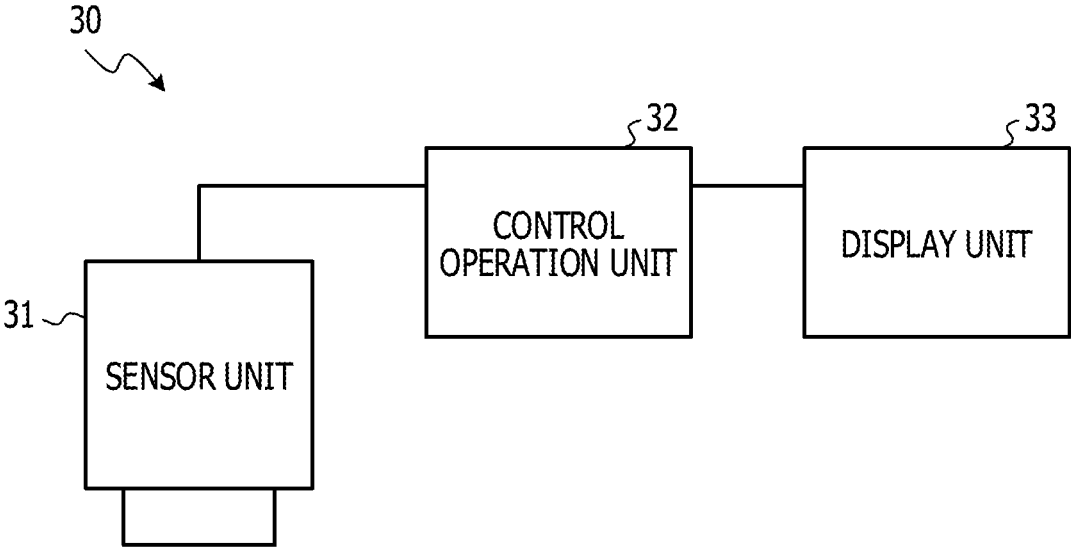 30
32
33
CONTROL
OPERATION UNIT
DISPLAY UNIT
31
SENSOR UNIT